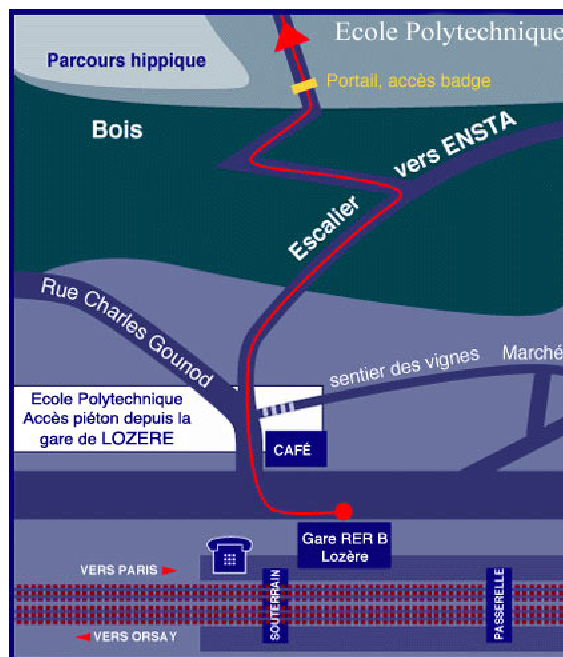 Ecole Polytechnique
Parcours hippique
Portail, accès badge
Bois
vers ENSTA
Escalier
Rue Charles Gounod
sentier des vignes
Marché
Ecole Polytechnique
Accès piéton depuis la
gare de LOZERE
CAFÉ
Gare RER B
Lozère
VERS PARIS
SOUTERRAIN
PASSERELLE
VERS ORSAY